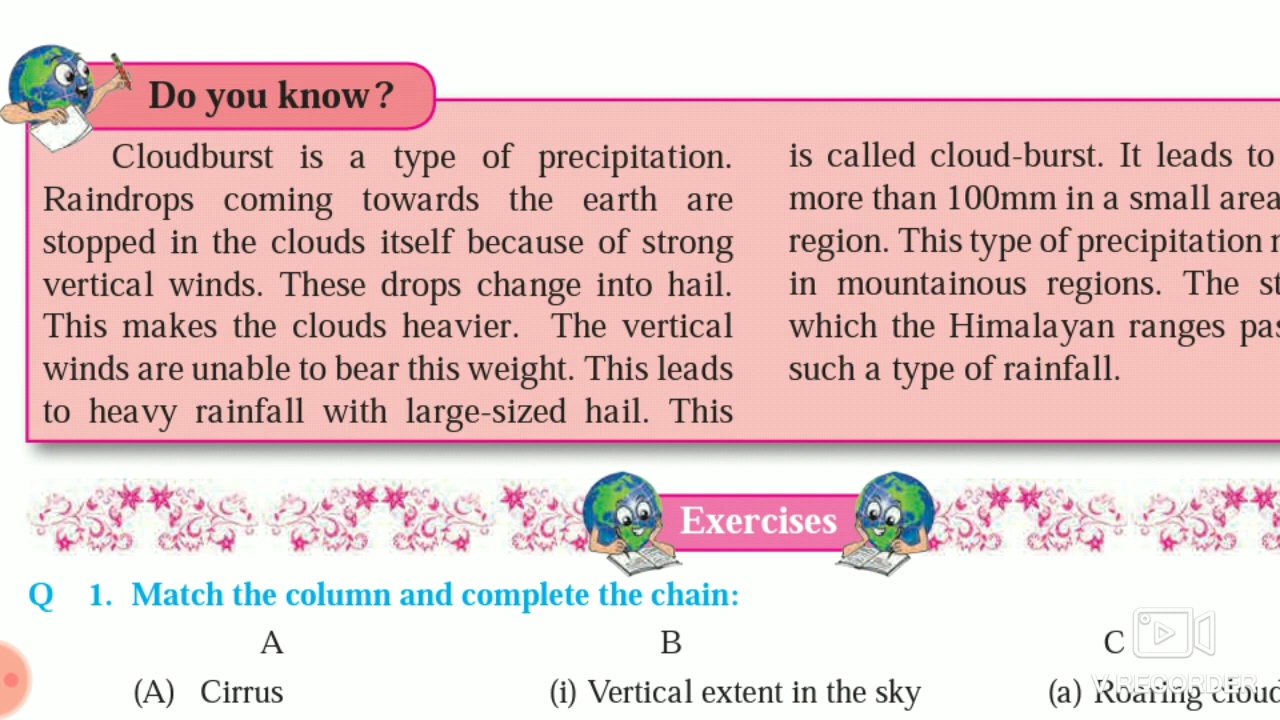 Do you know?
Cloudburst is a type of precipitation.
Raindrops coming towards the earth are
stopped in the clouds itself because of strong
vertical winds. These drops change into hail.
This makes the clouds heavier. The vertical
winds are unable to bear this weight. This leads
to heavy rainfall with large-sized hail. This
is called cloud-burst. It leads to
more than 100mm in a small area
region. This type of precipitation
in mountainous regions. The
which the Himalayan ranges
such a type of rainfall.
Exercises
Q 1. Match the column and complete the chain:
A B C
(A) Cirrus (i) Vertical extent in the sky (a) Roaring cloud
V RECORDER